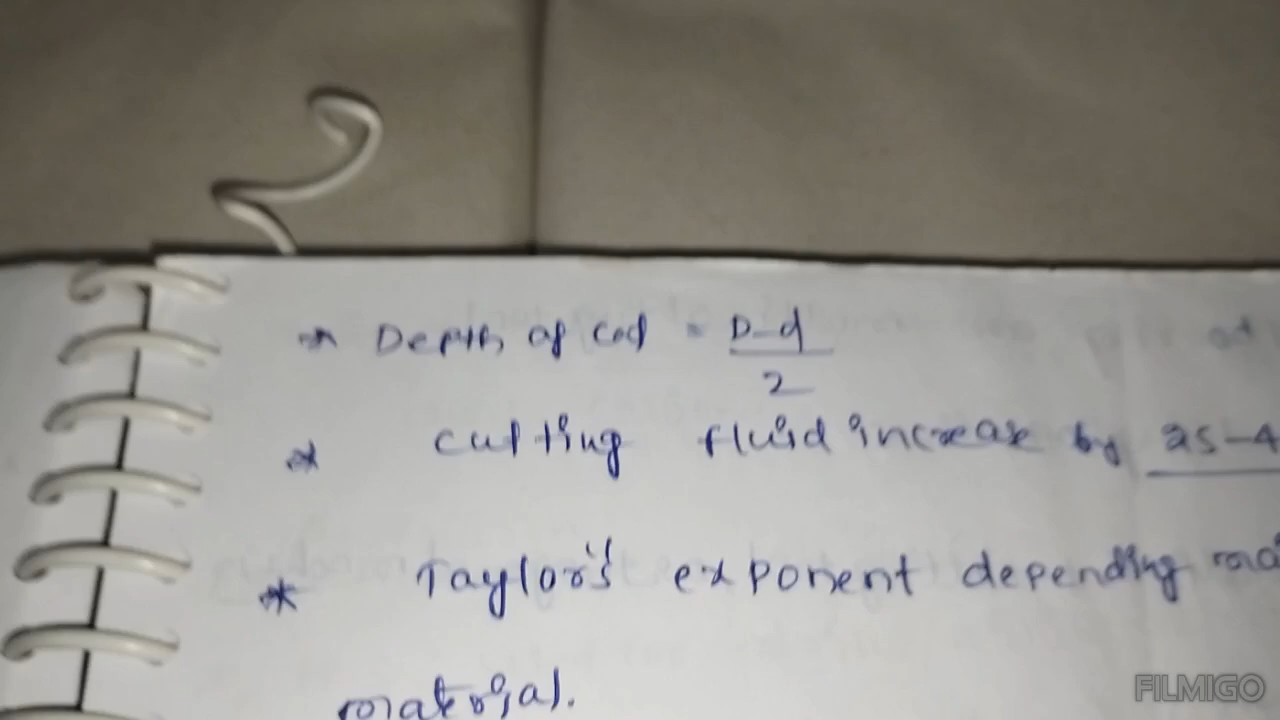 * Depth of cut = D-d
2
* cutting fluid increase by 25-4
* Taylor's exponent depending
material.
FILMIGO